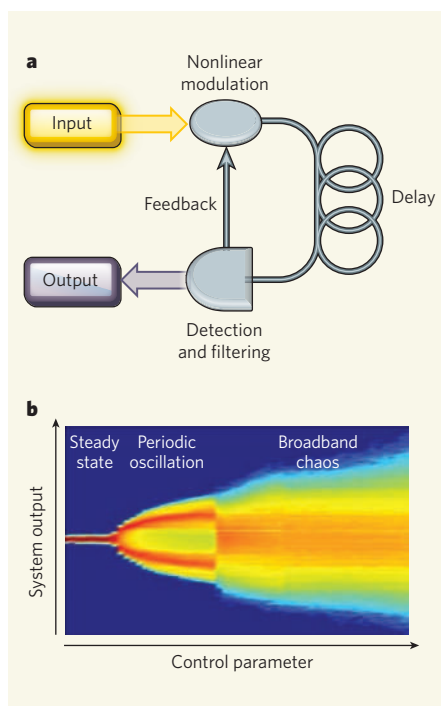 a
Nonlinear
modulation
Input
Feedback
Delay
Output
Detection
and filtering
b
Steady
state
Periodic
oscillation
Broadband
chaos
System output
Control parameter